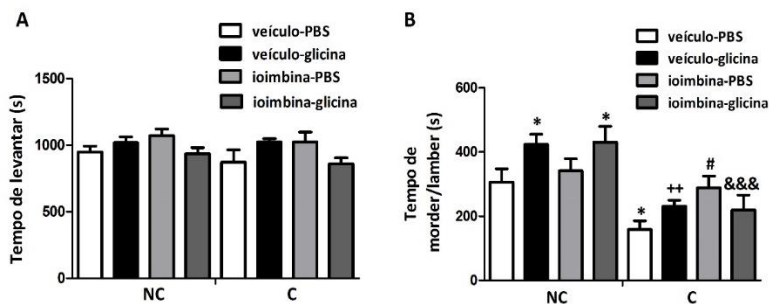 A
veículo-PBS
veículo-glicina
ioimbina-PBS
ioimbina-glicina
Tempo de levantar (s)
1500
1000
500
0
NC
C
B
veículo-PBS
veículo-glicina
ioimbina-PBS
ioimbina-glicina
Tempo de
morder/lamber (s)
600
400
200
0
*
*
*
++
#
&&&
NC
C